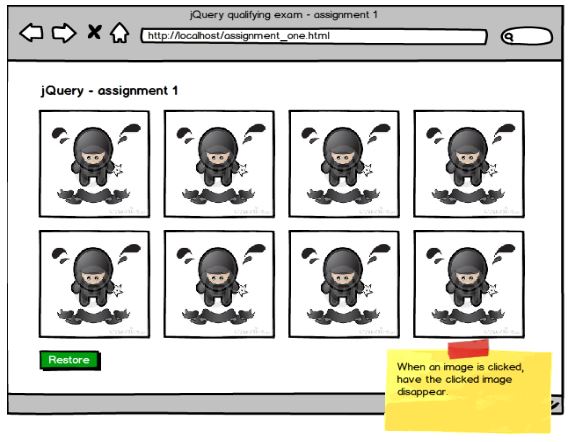 jQuery qualifying exam - assignment 1
http://localhost/assignment_one.html
jQuery - assignment 1
Restore
When an image is clicked,
have the clicked image
disappear.